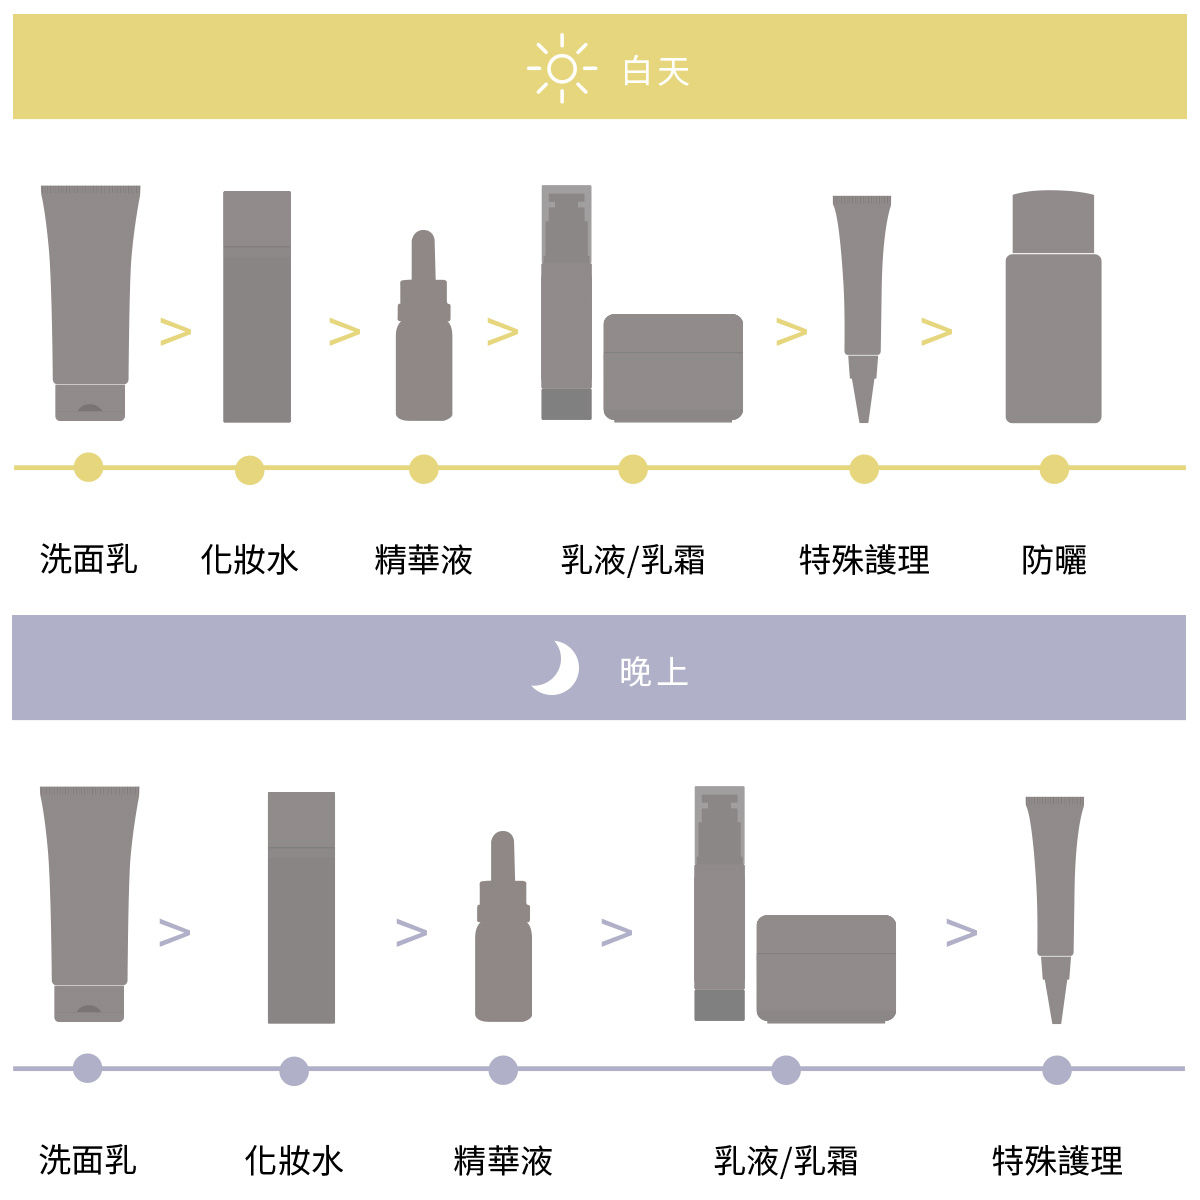 白天
> > > > >
洗面乳 化妝水 精華液 乳液/乳霜 特殊護理 防曬
晚上
> > > >
洗面乳 化妝水 精華液 乳液/乳霜 特殊護理